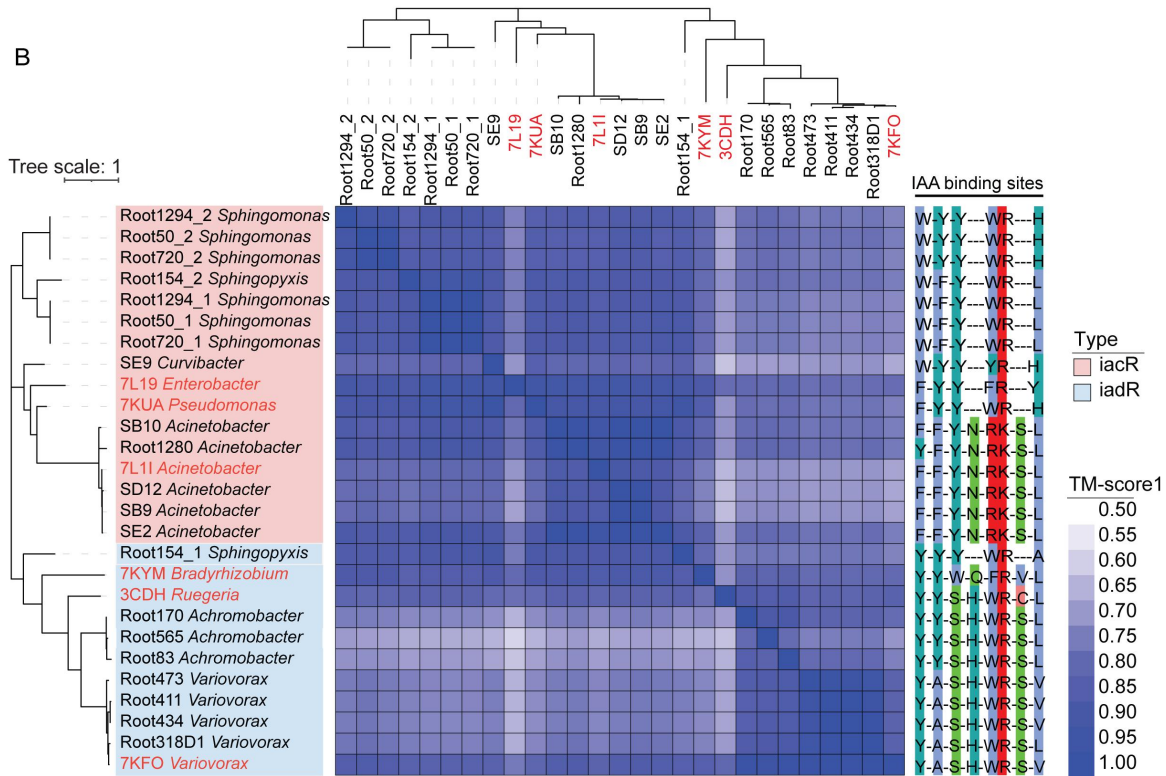 B
Tree scale: 1
Root1294_2
Root50_2
Root720_2
Root154_2
Root1294_1
Root50_1
Root720_1
SE9
7L19
7KUA
SB10
Root1280
7L1I
SD12
SB9
SE2
Root154_1
7KYM
3CDH
Root170
Root565
Root83
Root473
Root411
Root434
Root318D1
7KFO
IAA binding sites
Root1294_2 Sphingomonas W-Y-Y---WR---H
Root50_2 Sphingomonas W-Y-Y---WR---H
Root720_2 Sphingomonas W-Y-Y---WR---H
Root154_2 Sphingopyxis W-F-Y---WR---L
Root1294_1 Sphingomonas W-F-Y---WR---L
Root50_1 Sphingomonas W-F-Y---WR---L
Root720_1 Sphingomonas W-F-Y---WR---L
SE9 Curvibacter W-Y-Y---YR---H
7L19 Enterobacter F-Y-Y---FR---Y
7KUA Pseudomonas F-Y-Y---WR---H
SB10 Acinetobacter F-F-Y-N-RK-S-L
Root1280 Acinetobacter Y-F-Y-N-RK-S-L
7L1I Acinetobacter F-F-Y-N-RK-S-L
SD12 Acinetobacter F-F-Y-N-RK-S-L
SB9 Acinetobacter F-F-Y-N-RK-S-L
SE2 Acinetobacter F-F-Y-N-RK-S-L
Root154_1 Sphingopyxis Y-Y-Y---WR---A
7KYM Bradyrhizobium Y-Y-W-Q-FR-V-L
3CDH Ruegeria Y-Y-S-H-WR-C-L
Root170 Achromobacter Y-Y-S-H-WR-S-L
Root565 Achromobacter Y-Y-S-H-WR-S-L
Root83 Achromobacter Y-Y-S-H-WR-S-L
Root473 Variovorax Y-A-S-H-WR-S-V
Root411 Variovorax Y-A-S-H-WR-S-V
Root434 Variovorax Y-A-S-H-WR-S-V
Root318D1 Variovorax Y-A-S-H-WR-S-L
7KFO Variovorax Y-A-S-H-WR-S-V
Type
iacR
iadR
TM-score1
0.50
0.55
0.60
0.65
0.70
0.75
0.80
0.85
0.90
0.95
1.00